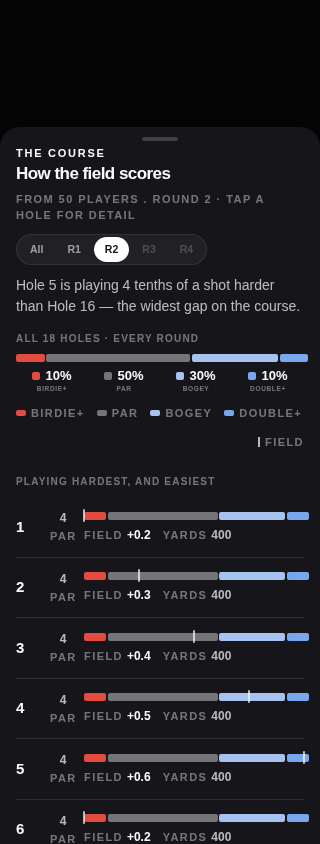 THE COURSE
How the field scores
FROM 50 PLAYERS . ROUND 2 · TAP A
HOLE FOR DETAIL
All R1 R2 R3 R4
Hole 5 is playing 4 tenths of a shot harder
than Hole 16 — the widest gap on the course.
ALL 18 HOLES · EVERY ROUND
10% 50% 30% 10%
BIRDIE+ PAR BOGEY DOUBLE+
BIRDIE+ PAR BOGEY DOUBLE+
FIELD
PLAYING HARDEST, AND EASIEST
1 4
PAR FIELD +0.2 YARDS 400
2 4
PAR FIELD +0.3 YARDS 400
3 4
PAR FIELD +0.4 YARDS 400
4 4
PAR FIELD +0.5 YARDS 400
5 4
PAR FIELD +0.6 YARDS 400
6 4
PAR FIELD +0.2 YARDS 400